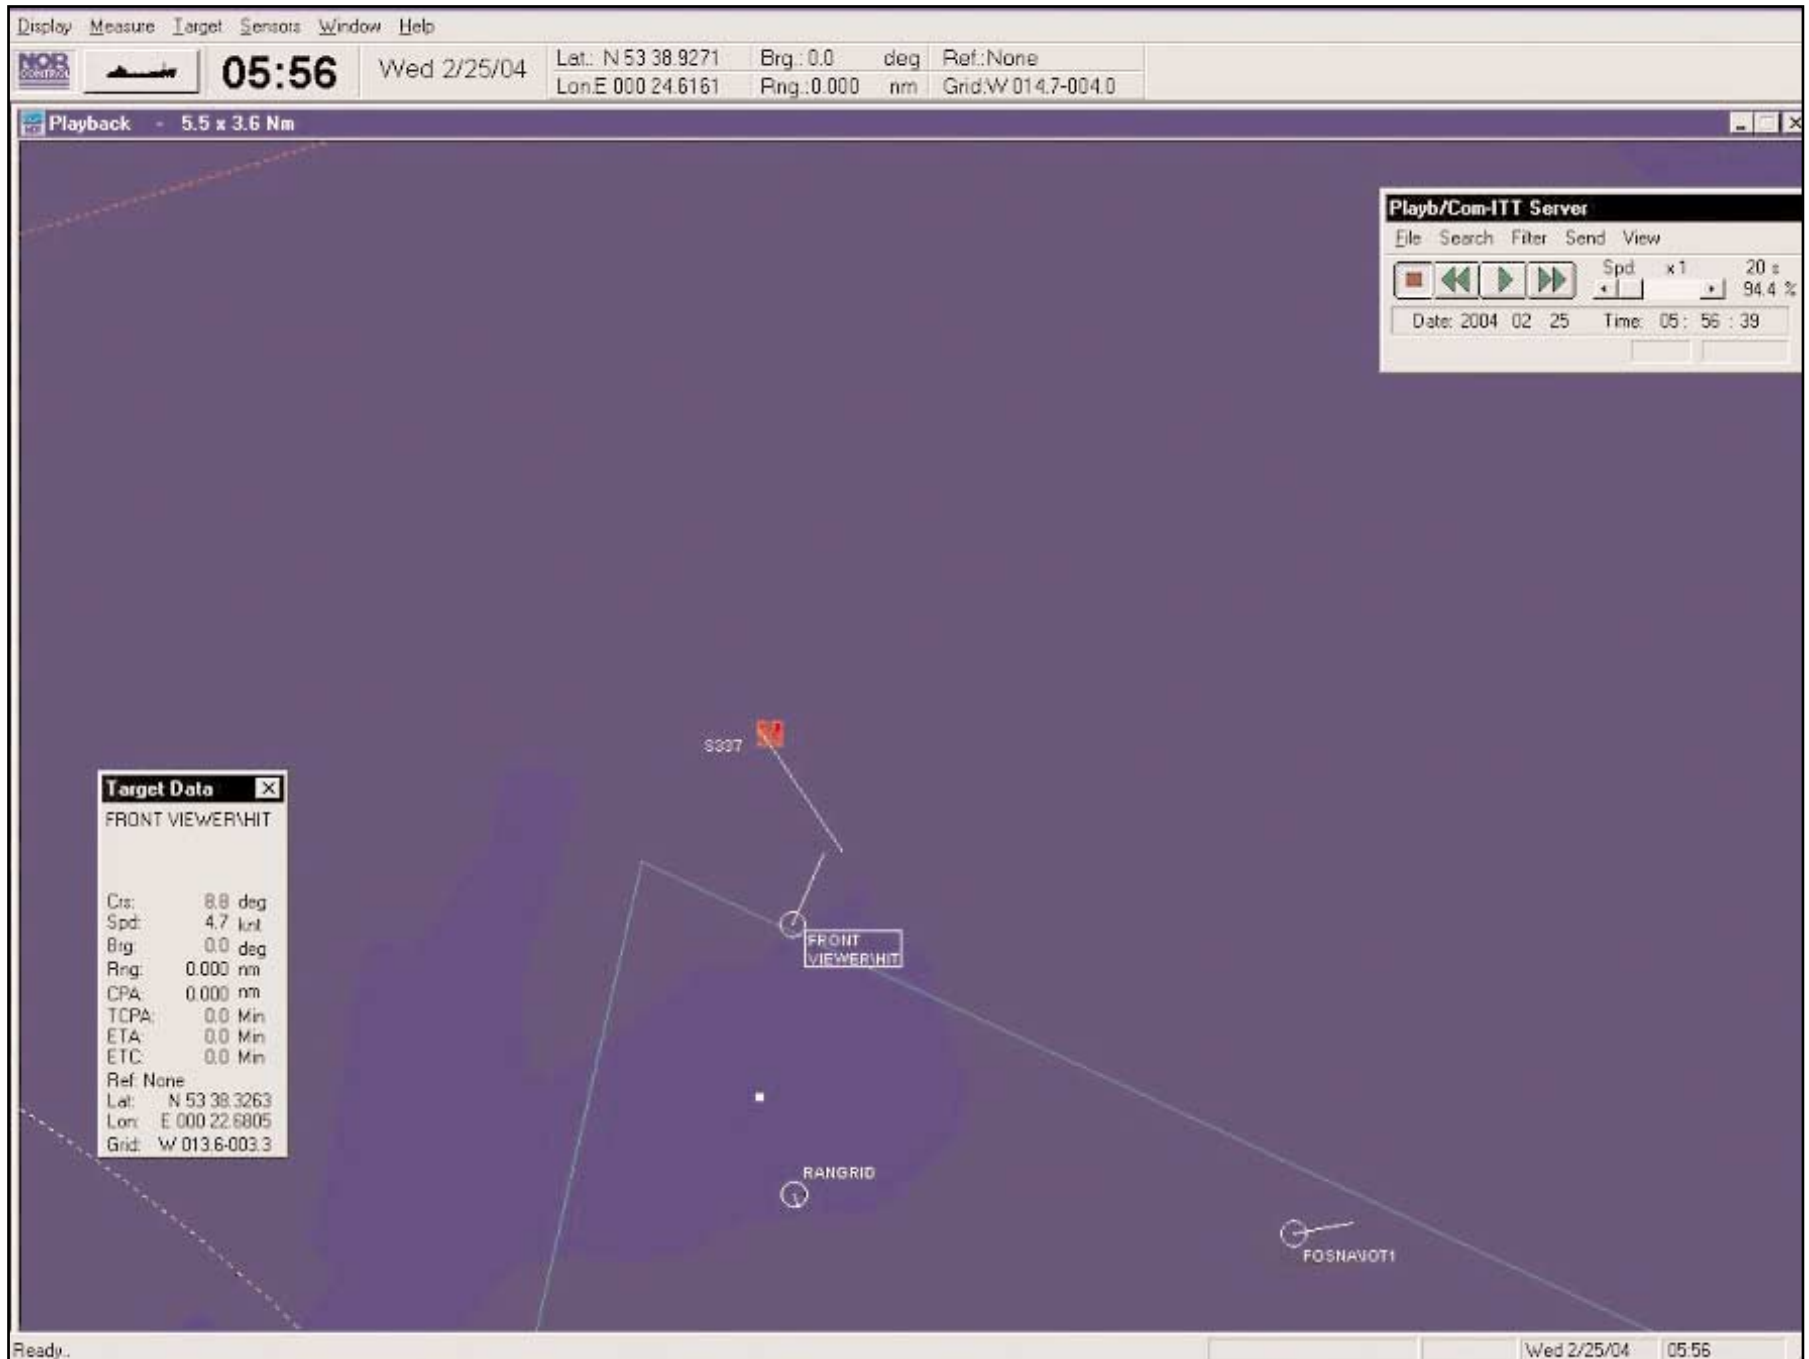 Display Measure Target Sensors Window Help
NOR CONTROL
05:56
Wed 2/25/04
Lat.: N 53 38.9271 Brg.: 0.0 deg Ref.:None
Lon.E 000 24.6161 Rng.:0.000 nm Grid:W 014.7-004.0
Playback - 5.5 x 3.6 Nm
Playb/Com-ITT Server
File Search Filter Send View
Spd x 1 20 s
94.4 %
Date: 2004 02 25 Time: 05 : 56 : 39
S337
Target Data
FRONT VIEWER\HIT
Crs: 8.8 deg
Spd: 4.7 knt
Brg: 0.0 deg
Rng: 0.000 nm
CPA: 0.000 nm
TCPA: 0.0 Min
ETA: 0.0 Min
ETC: 0.0 Min
Ref: None
Lat: N 53 38.3263
Lon: E 000 22.6805
Grid: W 013.6-003.3
FRONT
VIEWER\HIT
RANGRID
FOSNA\IOT1
Ready..
Wed 2/25/04 05:56